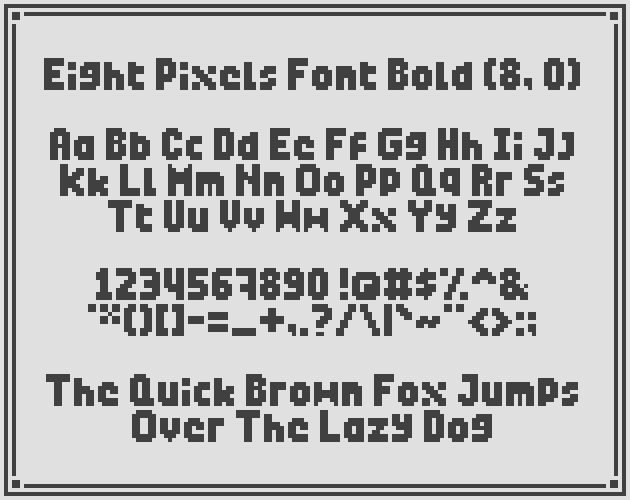 Eight Pixels Font Bold (8, 0)
Aa Bb Cc Dd Ee Ff Gg Hh Ii Jj
Kk Ll Mm Nn Oo Pp Qq Rr Ss
Tt Uu Vv Ww Xx Yy Zz
1234567890 !@#$%^&
'"*()[]-=_+,.?/\|`~¨<>:;
The Quick Brown Fox Jumps
Over The Lazy Dog